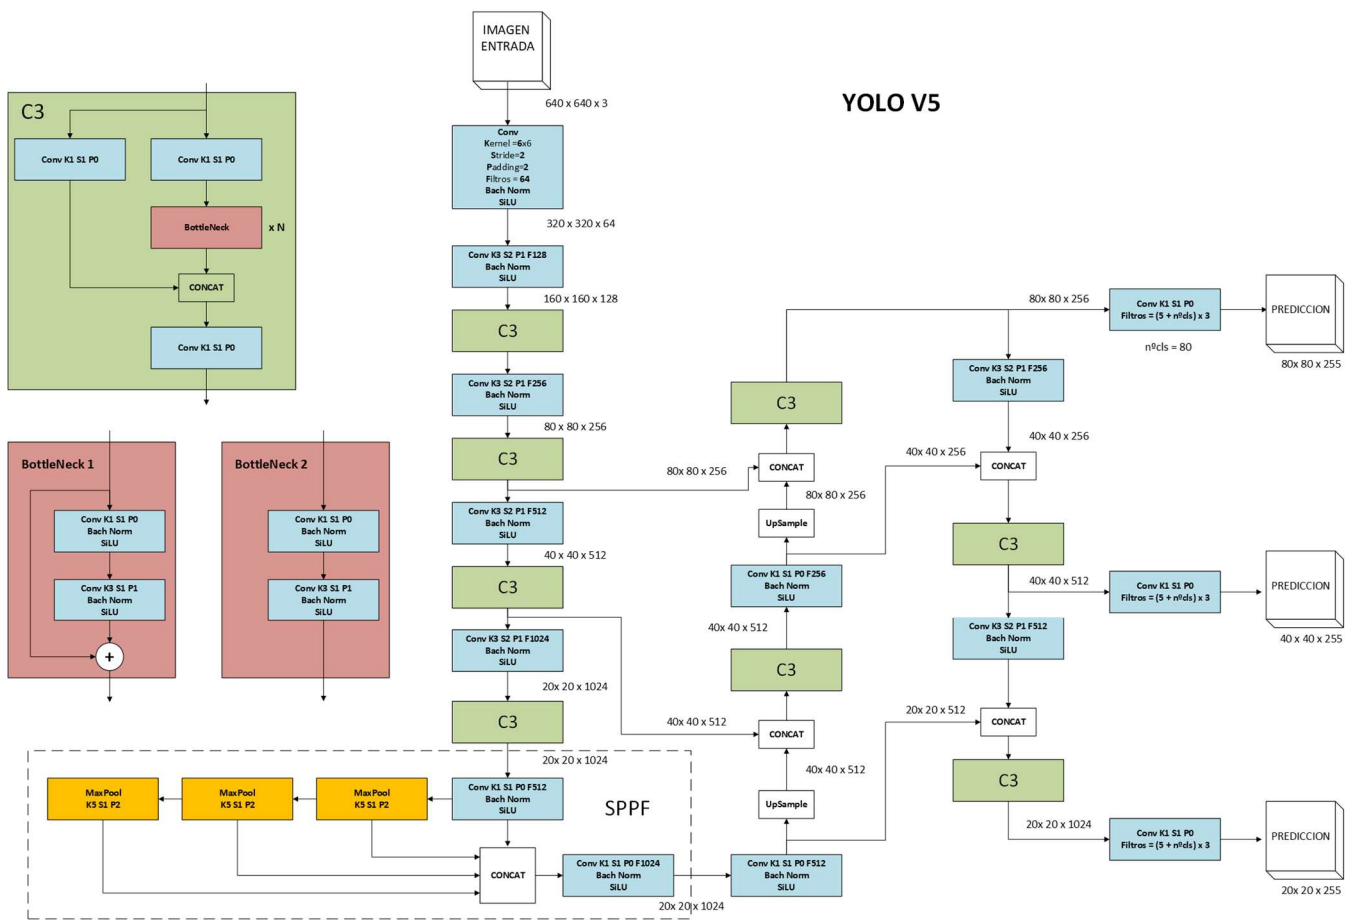 IMAGEN
ENTRADA
YOLO V5
640 x 640 x 3
Conv
Kernel =6x6
Stride=2
Padding=2
Filtros = 64
Bach Norm
SiLU
320 x 320 x 64
Conv K3 S2 P1 F128
Bach Norm
SiLU
160 x 160 x 128
C3
Conv K3 S2 P1 F256
Bach Norm
SiLU
80 x 80 x 256
C3
Conv K3 S2 P1 F512
Bach Norm
SiLU
40 x 40 x 512
C3
Conv K3 S2 P1 F1024
Bach Norm
SiLU
20x 20 x 1024
C3
20x 20 x 1024
C3
Conv K1 S1 P0
Conv K1 S1 P0
BottleNeck
x N
CONCAT
Conv K1 S1 P0
BottleNeck 1
Conv K1 S1 P0
Bach Norm
SiLU
Conv K3 S1 P1
Bach Norm
SiLU
+
BottleNeck 2
Conv K1 S1 P0
Bach Norm
SiLU
Conv K3 S1 P1
Bach Norm
SiLU
SPPF
MaxPool
K5 S1 P2
MaxPool
K5 S1 P2
MaxPool
K5 S1 P2
Conv K1 S1 P0 F512
Bach Norm
SiLU
CONCAT
Conv K1 S1 P0 F1024
Bach Norm
SiLU
20x 20 x 1024
Conv K1 S1 P0 F512
Bach Norm
SiLU
UpSample
40x 40 x 512
40x 40 x 512
CONCAT
C3
40x 40 x 512
Conv K1 S1 P0 F256
Bach Norm
SiLU
UpSample
80x 80 x 256
80x 80 x 256
CONCAT
C3
80x 80 x 256
Conv K1 S1 P0
Filtros = (5 + nºcls) x 3
nºcls = 80
PREDICCION
80x 80 x 255
Conv K3 S2 P1 F256
Bach Norm
SiLU
40x 40 x 256
40x 40 x 256
CONCAT
C3
40x 40 x 512
Conv K1 S1 P0
Filtros = (5 + nºcls) x 3
PREDICCION
40 x 40 x 255
Conv K3 S2 P1 F512
Bach Norm
SiLU
20x 20 x 512
CONCAT
C3
20x 20 x 1024
Conv K1 S1 P0
Filtros = (5 + nºcls) x 3
PREDICCION
20x 20 x 255